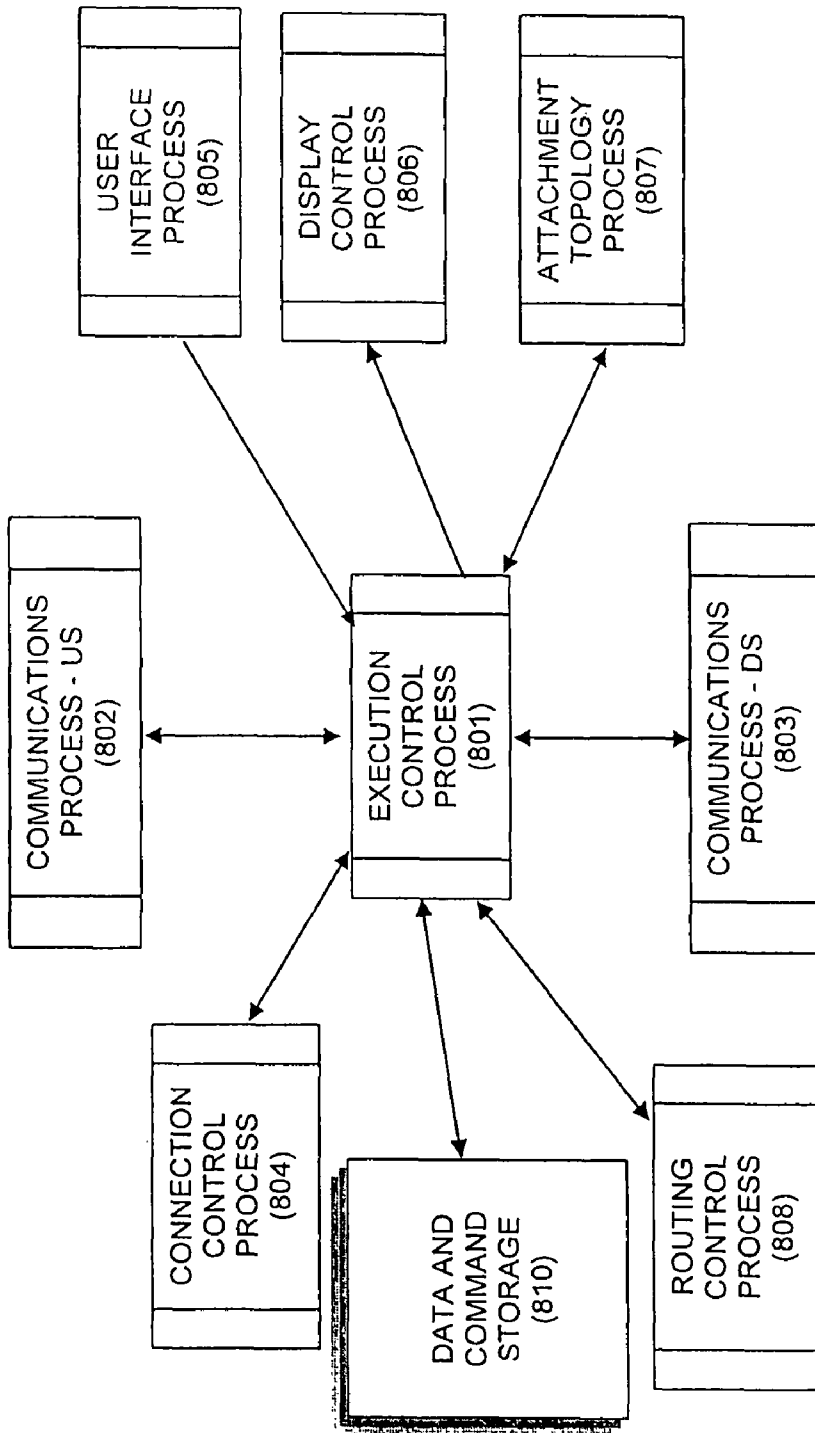 COMMUNICATIONS
PROCESS - US
(802)
USER
INTERFACE
PROCESS
(805)
CONNECTION
CONTROL
PROCESS
(804)
DISPLAY
CONTROL
PROCESS
(806)
EXECUTION
CONTROL
PROCESS
(801)
DATA AND
COMMAND
STORAGE
(810)
ATTACHMENT
TOPOLOGY
PROCESS
(807)
ROUTING
CONTROL
PROCESS
(808)
COMMUNICATIONS
PROCESS - DS
(803)